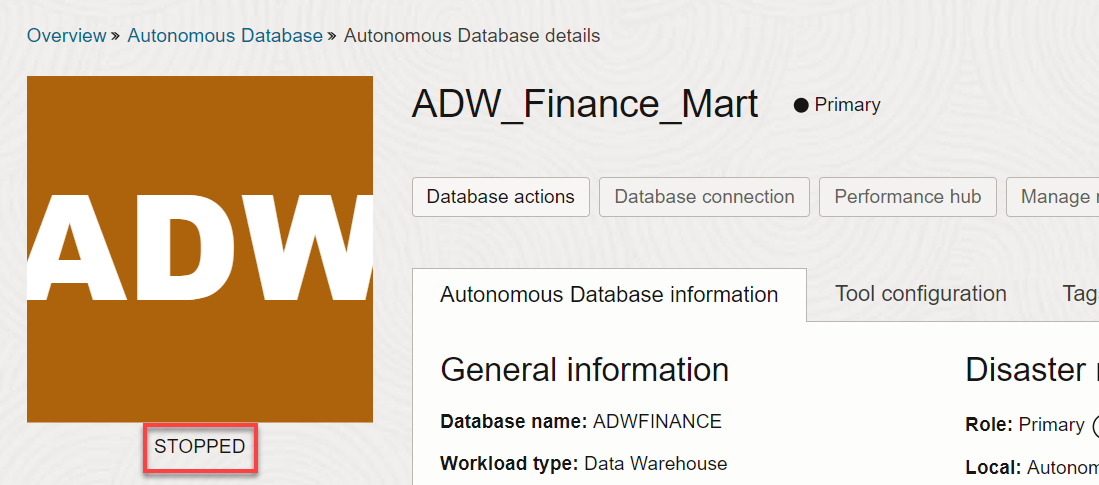 Overview » Autonomous Database » Autonomous Database details
ADW
STOPPED
ADW_Finance_Mart
Primary
Database actions
Database connection
Performance hub
Manage
Autonomous Database information
Tool configuration
Tag
General information
Database name: ADWFINANCE
Workload type: Data Warehouse
Disaster
Role: Primary
Local: Autonom